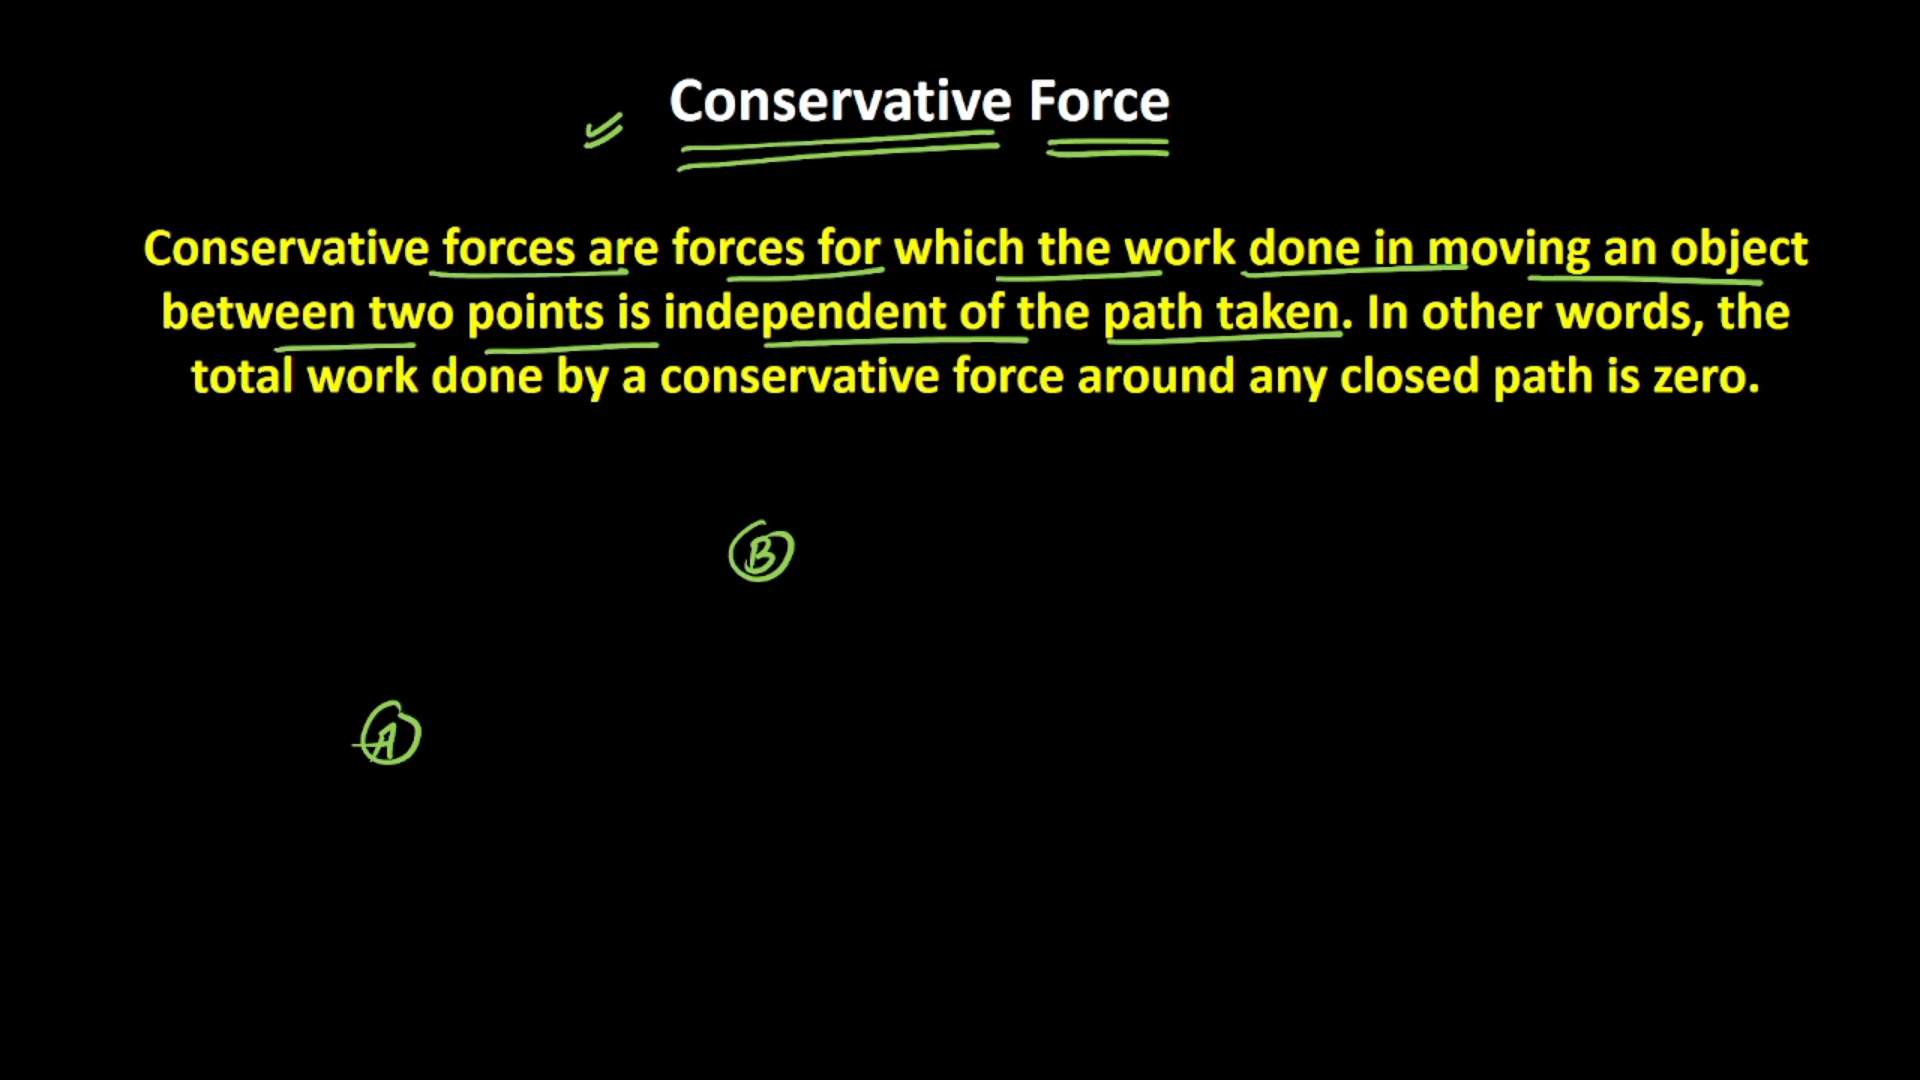 Conservative Force
Conservative forces are forces for which the work done in moving an object
between two points is independent of the path taken. In other words, the
total work done by a conservative force around any closed path is zero.
B
A